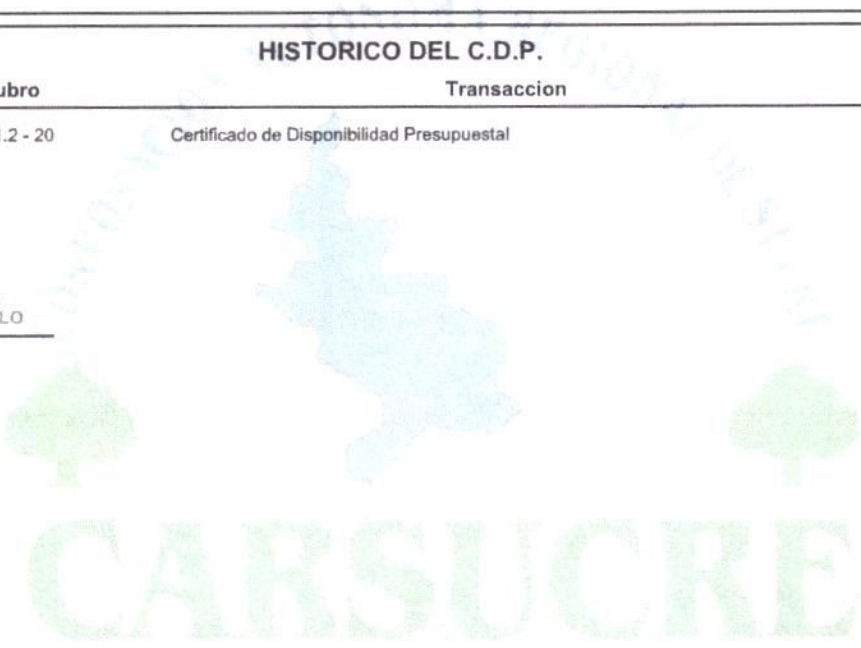 HISTORICO DEL C.D.P.
ubro Transaccion
.2 - 20 Certificado de Disponibilidad Presupuestal
LO
CARSUCRE